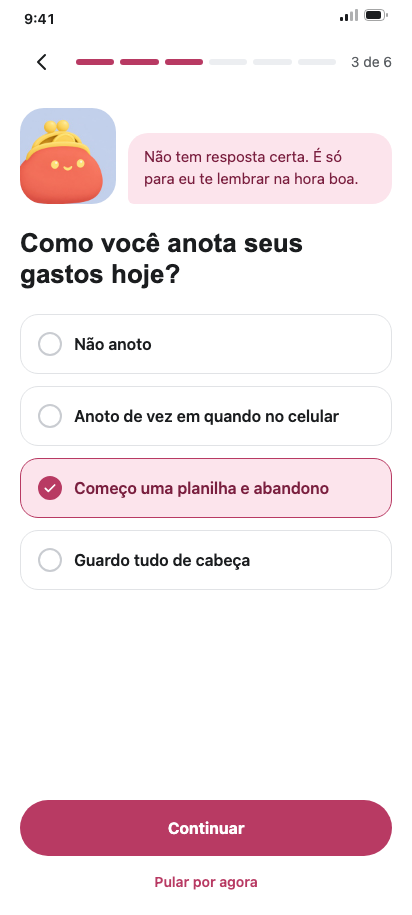 9:41
3 de 6
Não tem resposta certa. É só
para eu te lembrar na hora boa.
Como você anota seus
gastos hoje?
Não anoto
Anoto de vez em quando no celular
Começo uma planilha e abandono
Guardo tudo de cabeça
Continuar
Pular por agora